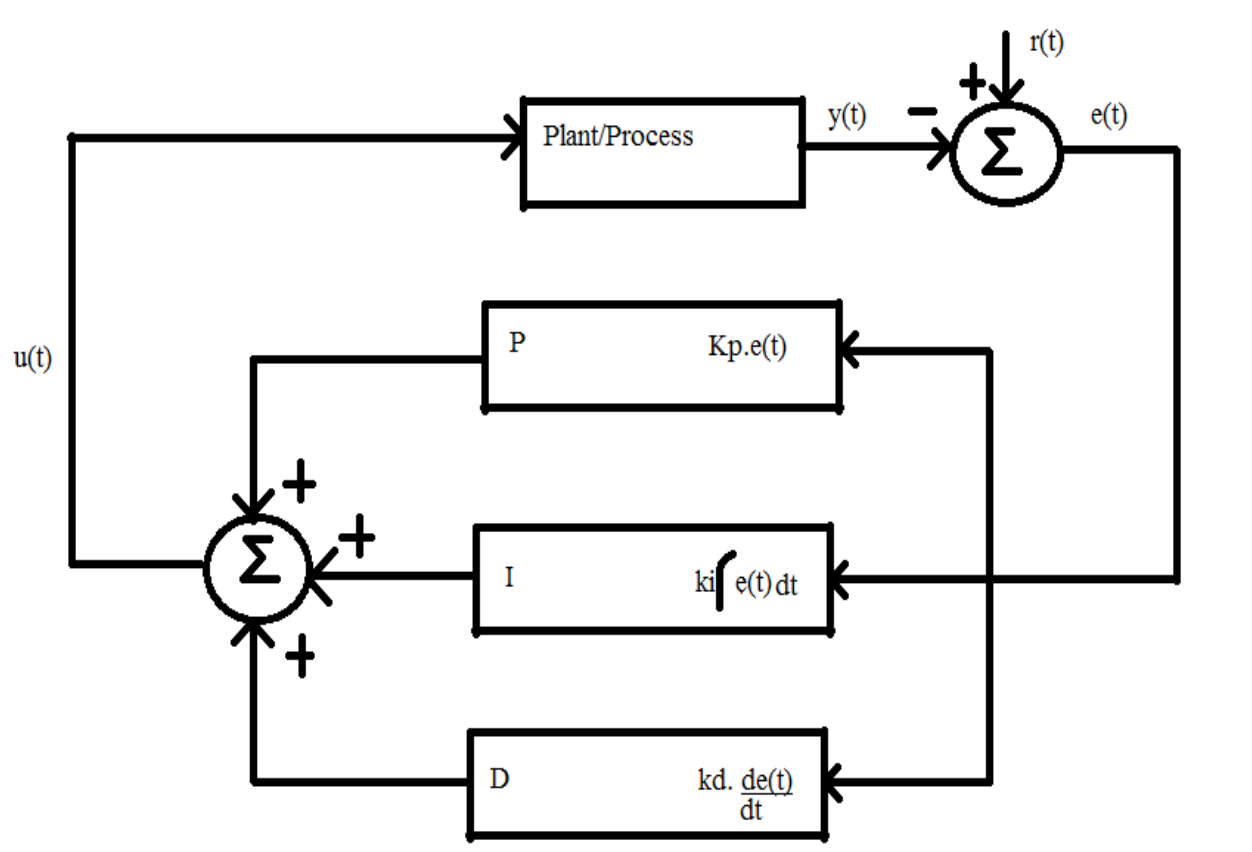 r(t)
+
Plant/Process
y(t)
−
Σ
e(t)
u(t)
P Kp.e(t)
+
+
Σ
I ki∫e(t) dt
+
D kd. de(t)
dt